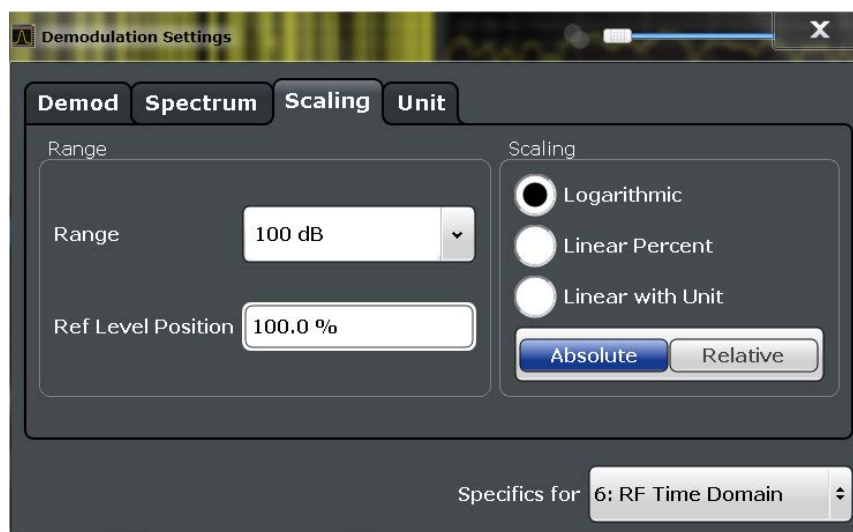 Demodulation Settings
X
Demod Spectrum Scaling Unit
Range
Range 100 dB
Ref Level Position 100.0 %
Scaling
Logarithmic
Linear Percent
Linear with Unit
Absolute Relative
Specifics for 6: RF Time Domain